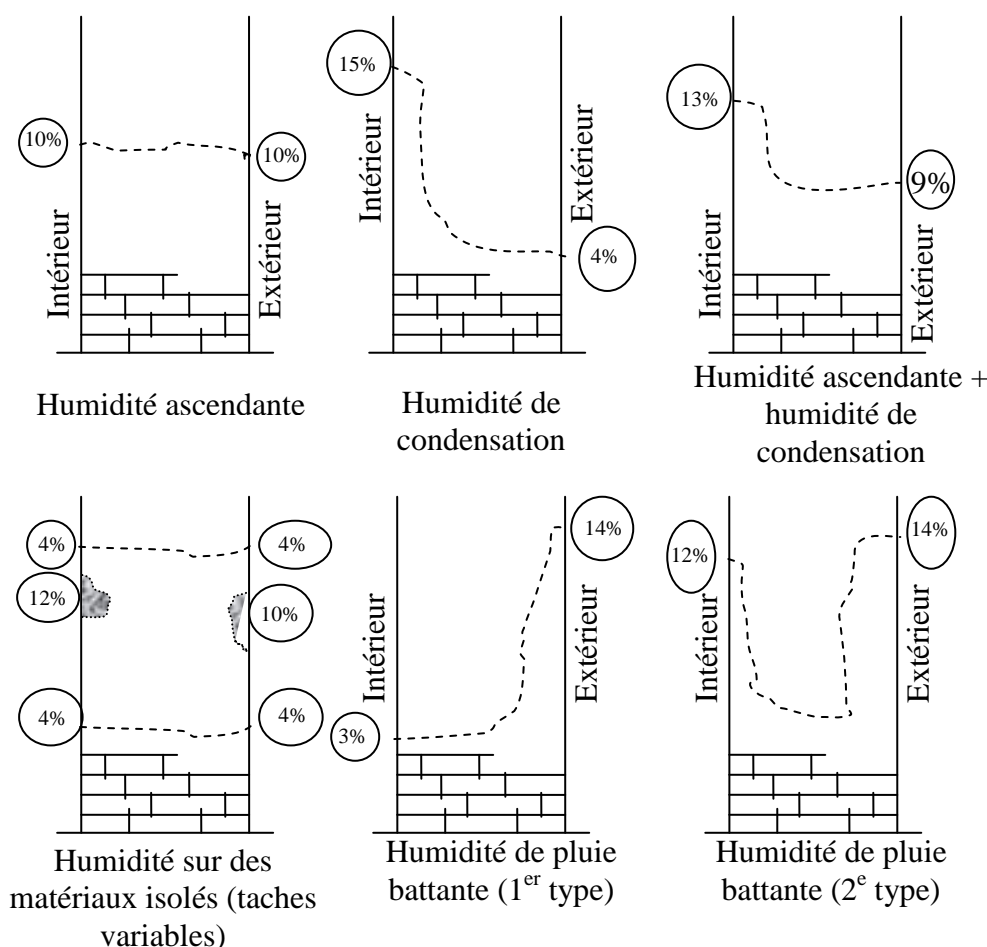 15%
13%
10%
10%
9%
4%
Intérieur
Extérieur
Intérieur
Extérieur
Intérieur
Extérieur
Humidité ascendante
Humidité de
condensation
Humidité ascendante +
humidité de
condensation
4%
4%
12%
10%
4%
4%
14%
3%
Intérieur
Extérieur
12%
14%
Intérieur
Extérieur
Humidité sur des
matériaux isolés (taches
variables)
Humidité de pluie
battante (1er type)
Humidité de pluie
battante (2e type)